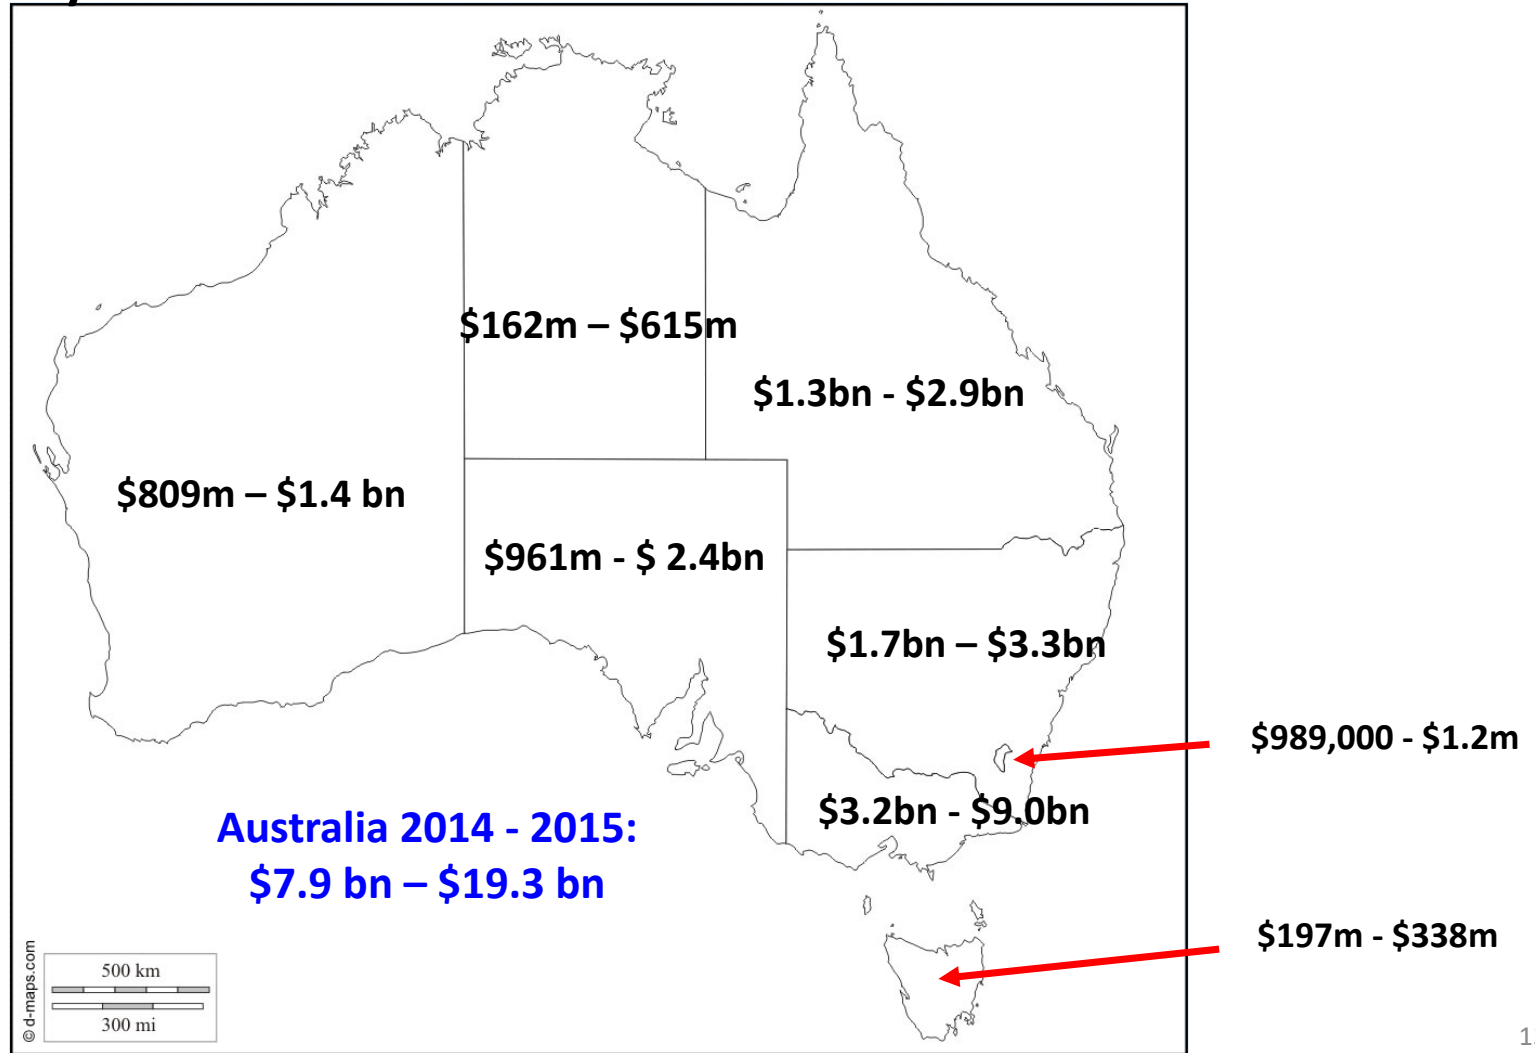 $162m – $615m
$1.3bn - $2.9bn
$809m – $1.4 bn
$961m - $ 2.4bn
$1.7bn – $3.3bn
$989,000 - $1.2m
$3.2bn - $9.0bn
Australia 2014 - 2015:
$7.9 bn – $19.3 bn
$197m - $338m
500 km
300 mi
© d-maps.com